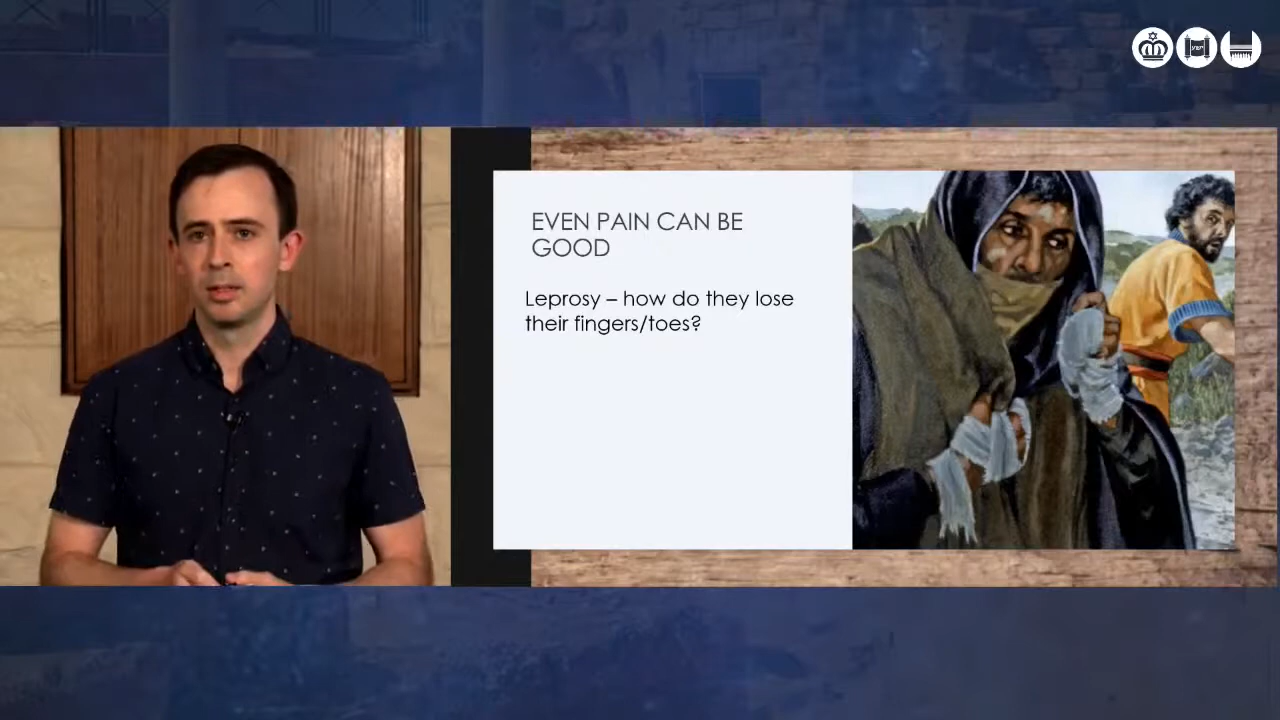 EVEN PAIN CAN BE
GOOD
Leprosy – how do they lose
their fingers/toes?